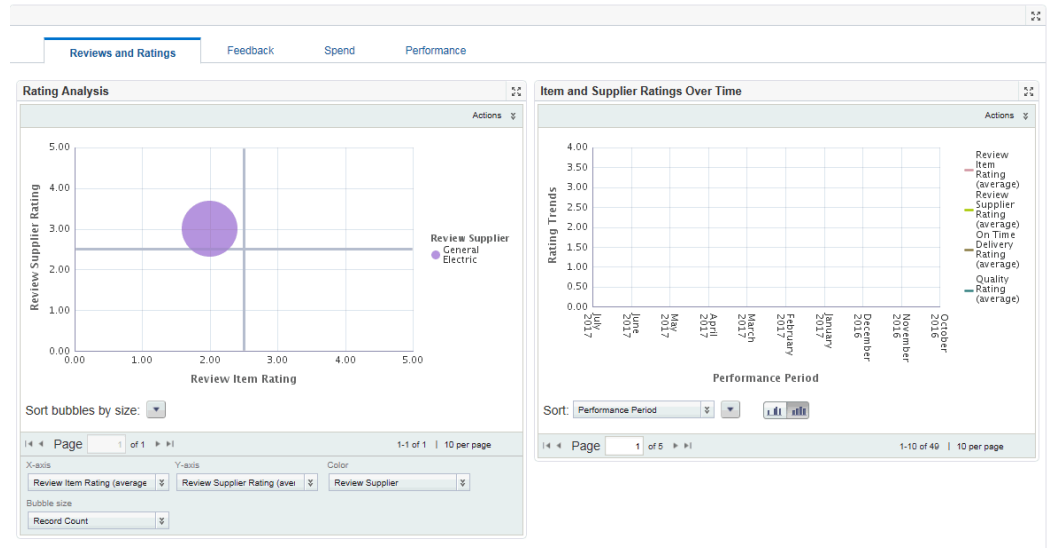 Reviews and Ratings
Feedback
Spend
Performance
Rating Analysis
Actions
5.00
4.00
3.00
2.00
1.00
0.00
Review Supplier Rating
0.00
1.00
2.00
3.00
4.00
5.00
Review Item Rating
Review Supplier
General
Electric
Sort bubbles by size:
Page 1 of 1
1-1 of 1 | 10 per page
X-axis
Y-axis
Color
Review Item Rating (average
Review Supplier Rating (aver
Review Supplier
Bubble size
Record Count
Item and Supplier Ratings Over Time
Actions
4.00
3.50
3.00
2.50
2.00
1.50
1.00
0.50
0.00
Rating Trends
July
2017
June
2017
May
2017
April
2017
March
2017
February
2017
January
2017
December
2016
November
2016
October
2016
Performance Period
Review
Item
Rating
(average)
Review
Supplier
Rating
(average)
On Time
Delivery
Rating
(average)
Quality
Rating
(average)
Sort:
Performance Period
Page 1 of 5
1-10 of 49 | 10 per page